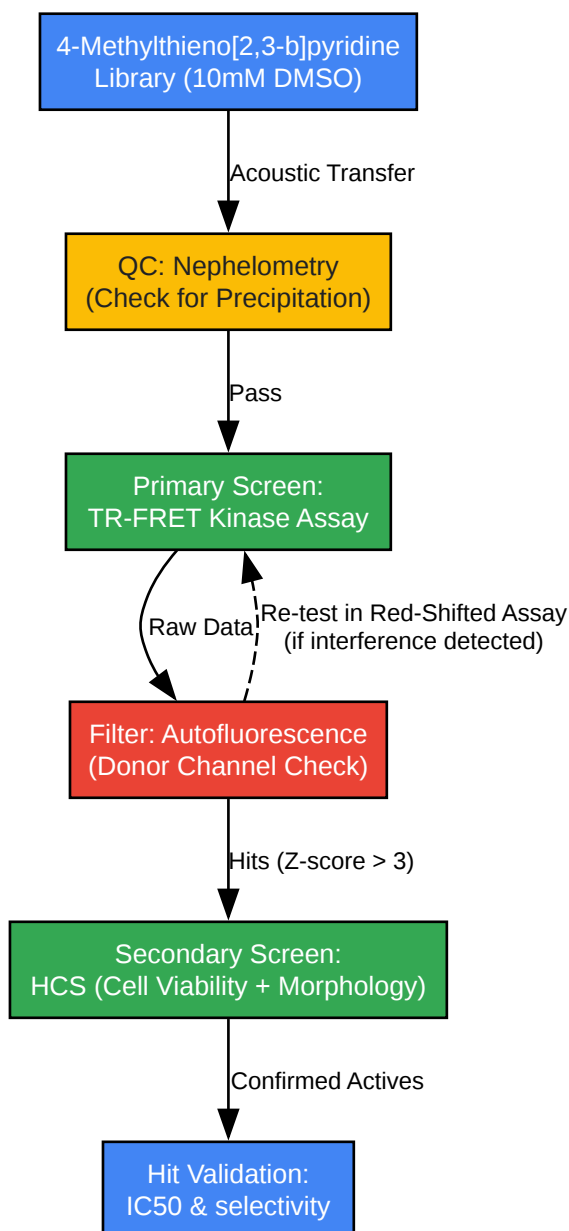 4-Methylthieno[2,3-b]pyridine
Library (10mM DMSO)
Acoustic Transfer
QC: Nephelometry
(Check for Precipitation)
Pass
Primary Screen:
TR-FRET Kinase Assay
Raw Data
Re-test in Red-Shifted Assay
(if interference detected)
Filter: Autofluorescence
(Donor Channel Check)
Hits (Z-score > 3)
Secondary Screen:
HCS (Cell Viability + Morphology)
Confirmed Actives
Hit Validation:
IC50 & selectivity